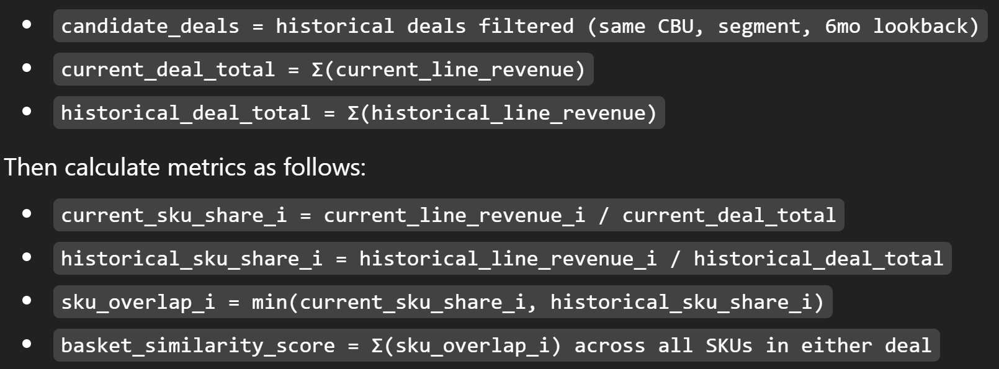 candidate_deals = historical deals filtered (same CBU, segment, 6mo lookback)
current_deal_total = Σ(current_line_revenue)
historical_deal_total = Σ(historical_line_revenue)
Then calculate metrics as follows:
current_sku_share_i = current_line_revenue_i / current_deal_total
historical_sku_share_i = historical_line_revenue_i / historical_deal_total
sku_overlap_i = min(current_sku_share_i, historical_sku_share_i)
basket_similarity_score = Σ(sku_overlap_i) across all SKUs in either deal